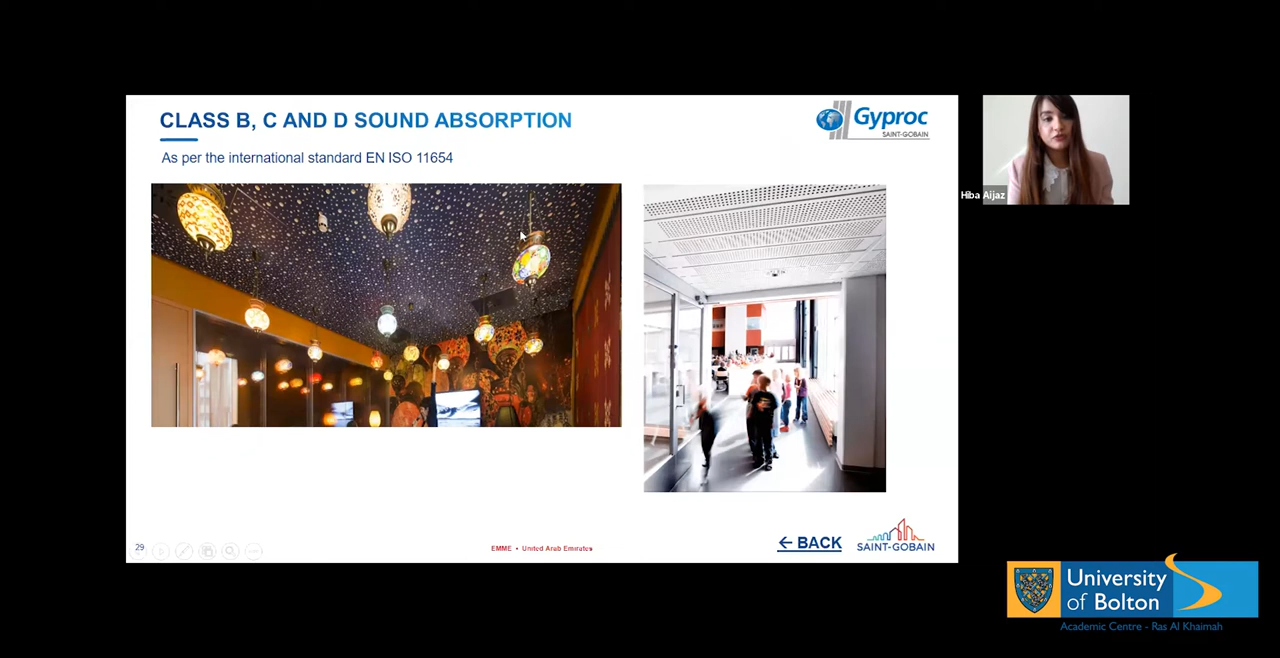 CLASS B, C AND D SOUND ABSORPTION
As per the international standard EN ISO 11654
Gyproc
SAINT-GOBAIN
Hiba Aijaz
29
EMME • United Arab Emirates
← BACK
SAINT-GOBAIN
University
of Bolton
Academic Centre - Ras Al Khaimah